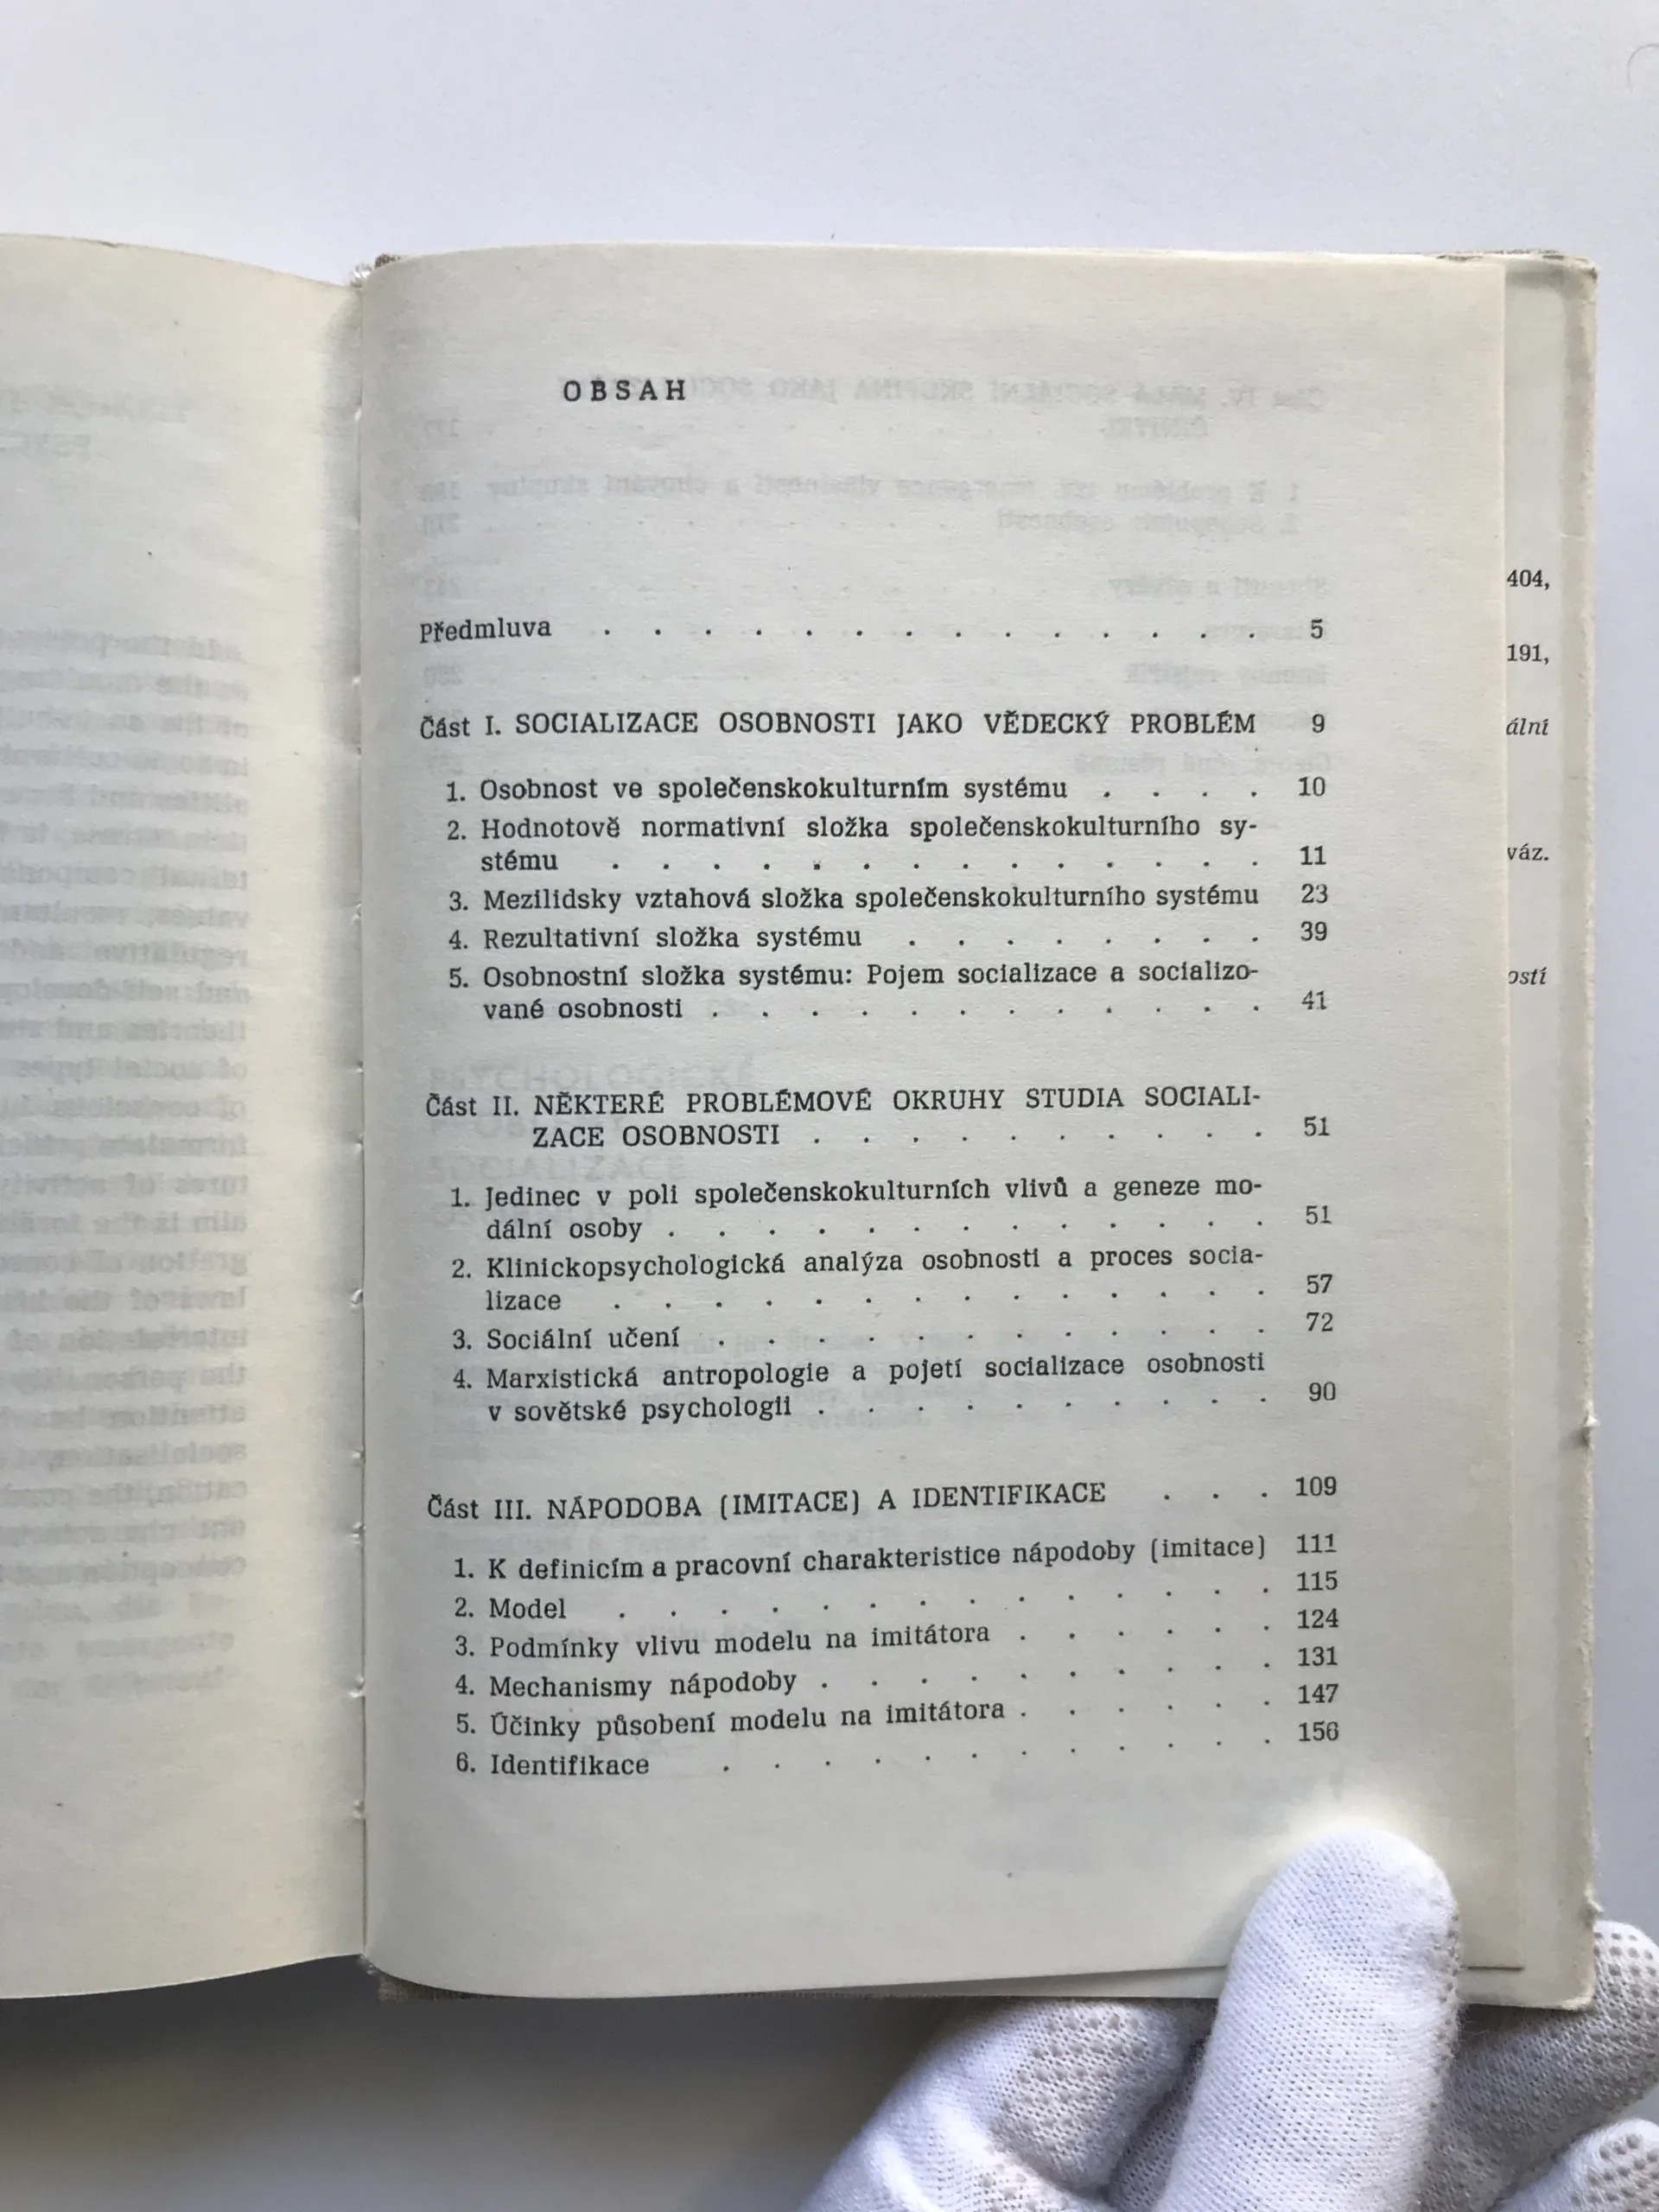 OBSAH
Předmluva . . . . . . . . . . . . . . 5
Část I. SOCIALIZACE OSOBNOSTI JAKO VĚDECKÝ PROBLÉM 9
1. Osobnost ve společenskokulturním systému . . . . 10
2. Hodnotově normativní složka společenskokulturního sy-
stému . . . . . . . . . . . . . . 11
3. Mezilidsky vztahová složka společenskokulturního systému 23
4. Rezultativní složka systému . . . . . . . . 39
5. Osobnostní složka systému: Pojem socializace a socializo-
vané osobnosti . . . . . . . . . . . . 41
Část II. NĚKTERÉ PROBLÉMOVÉ OKRUHY STUDIA SOCIALI-
ZACE OSOBNOSTI . . . . . . . . . . 51
1. Jedinec v poli společenskokulturních vlivů a geneze mo-
dální osoby . . . . . . . . . . . . . 51
2. Klinickopsychologická analýza osobnosti a proces socia-
lizace . . . . . . . . . . . . . . 57
3. Sociální učení . . . . . . . . . . . . 72
4. Marxistická antropologie a pojetí socializace osobnosti
v sovětské psychologii . . . . . . . . . . 90
Část III. NÁPODOBA (IMITACE) A IDENTIFIKACE . . . 109
1. K definicím a pracovní charakteristice nápodoby (imitace) 111
2. Model . . . . . . . . . . . . . . 115
3. Podmínky vlivu modelu na imitátora . . . . . . 124
4. Mechanismy nápodoby . . . . . . . . . . 131
5. Účinky působení modelu na imitátora . . . . . . 147
6. Identifikace . . . . . . . . . . . . 156
404,
191,
ální
váz.
ostí